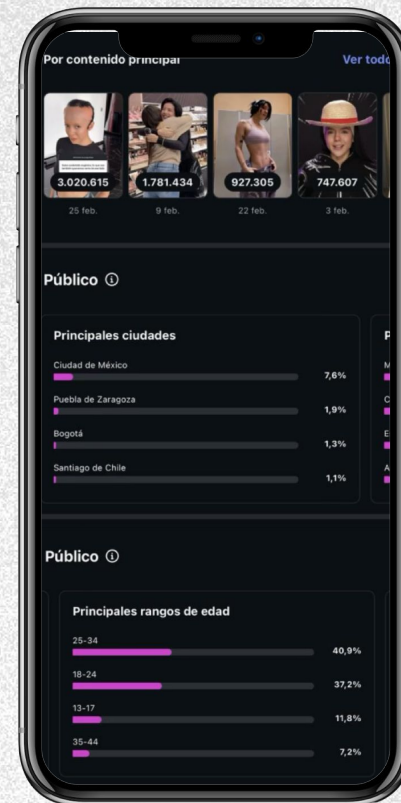 Por contenido principal
Ver todo
3.020.615
1.781.434
927.305
747.607
25 feb.
9 feb.
22 feb.
3 feb.
Público
Principales ciudades
Ciudad de México
7,6%
Puebla de Zaragoza
1,9%
Bogotá
1,3%
Santiago de Chile
1,1%
P
M
C
E
A
Público
Principales rangos de edad
25-34
40,9%
18-24
37,2%
13-17
11,8%
35-44
7,2%